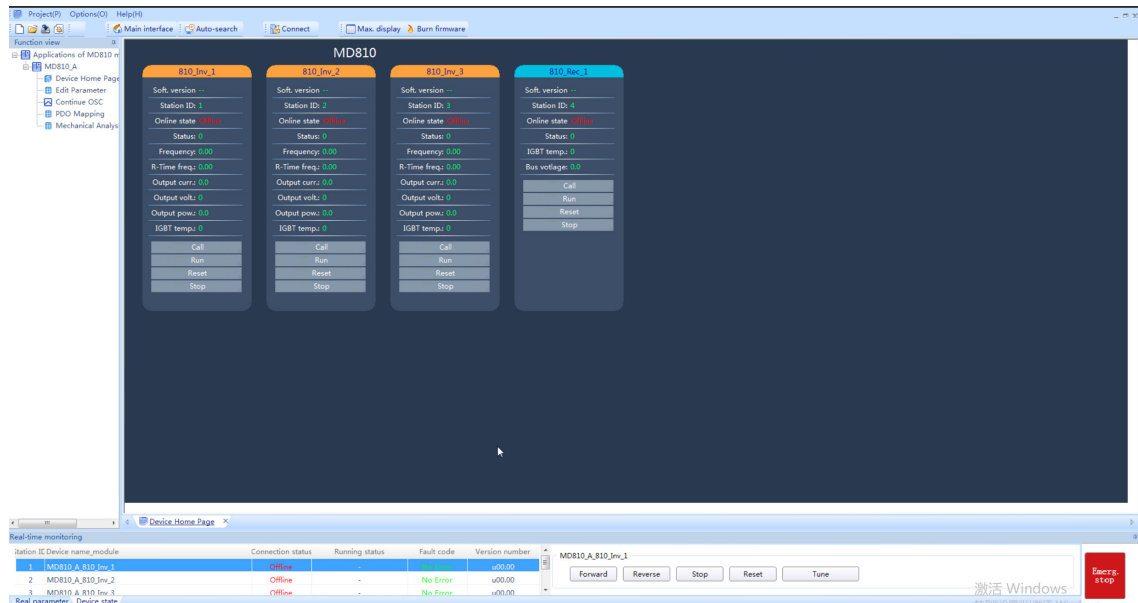 Project(P) Options(O) Help(H)
Main interface Auto-search Connect Max. display Burn firmware
Function view
Applications of MD810 m
MD810_A
Device Home Page
Edit Parameter
Continue OSC
PDO Mapping
Mechanical Analys
MD810
810_Inv_1 810_Inv_2 810_Inv_3 810_Rec_1
Soft. version -- Soft. version -- Soft. version -- Soft. version --
Station ID: 1 Station ID: 2 Station ID: 3 Station ID: 4
Online state Offline Online state Offline Online state Offline Online state Offline
Status: 0 Status: 0 Status: 0 Status: 0
Frequency: 0.00 Frequency: 0.00 Frequency: 0.00 IGBT temp.: 0
R-Time freq.: 0.00 R-Time freq.: 0.00 R-Time freq.: 0.00 Bus votlage: 0.0
Output curr.: 0.0 Output curr.: 0.0 Output curr.: 0.0 Call
Output volt.: 0 Output volt.: 0 Output volt.: 0 Run
Output pow.: 0.0 Output pow.: 0.0 Output pow.: 0.0 Reset
IGBT temp.: 0 IGBT temp.: 0 IGBT temp.: 0 Stop
Call Call Call
Run Run Run
Reset Reset Reset
Stop Stop Stop
Device Home Page X
Real-time monitoring
Device name_module Connection status Running status Fault code Version number
1 MD810_A_810_Inv_1 Offline - No Error u00.00
2 MD810_A_810_Inv_2 Offline - No Error u00.00
3 MD810_A_810_Inv_3 Offline - No Error u00.00
Real parameter Device state
MD810_A_810_Inv_1
Forward Reverse Stop Reset Tune
Emerg.
stop
激活 Windows